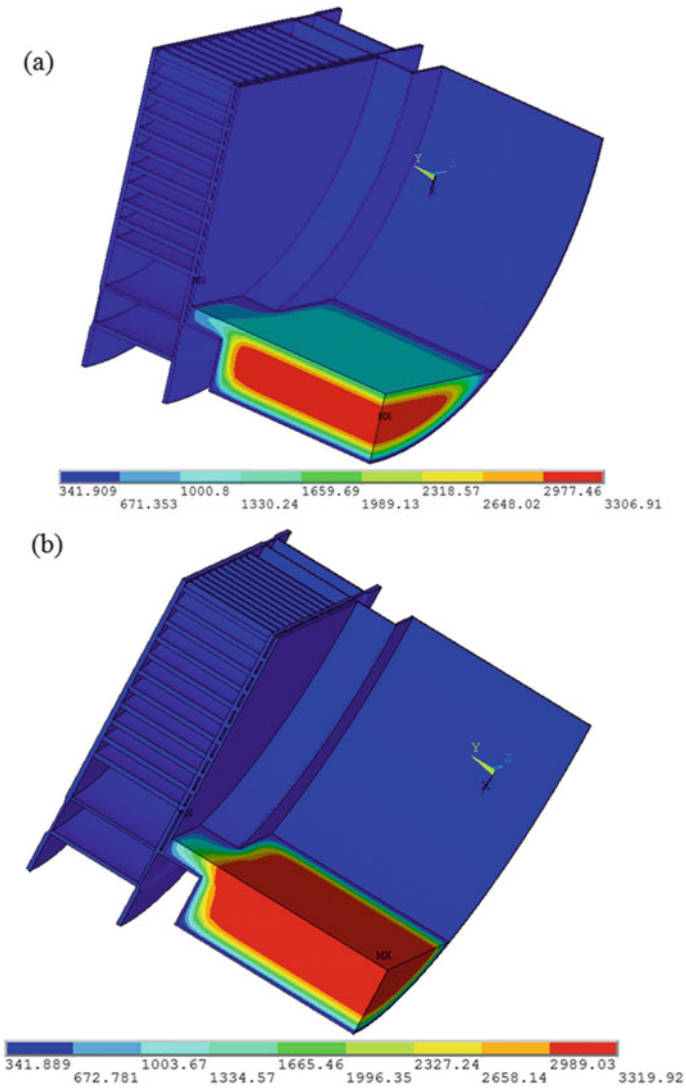 (a)
Y Z
X
MN
MX
341.909 1000.8 1659.69 2318.57 2977.46
671.353 1330.24 1989.13 2648.02 3306.91
(b)
Y Z
X
MN
MX
341.889 1003.67 1665.46 2327.24 2989.03
672.781 1334.57 1996.35 2658.14 3319.92